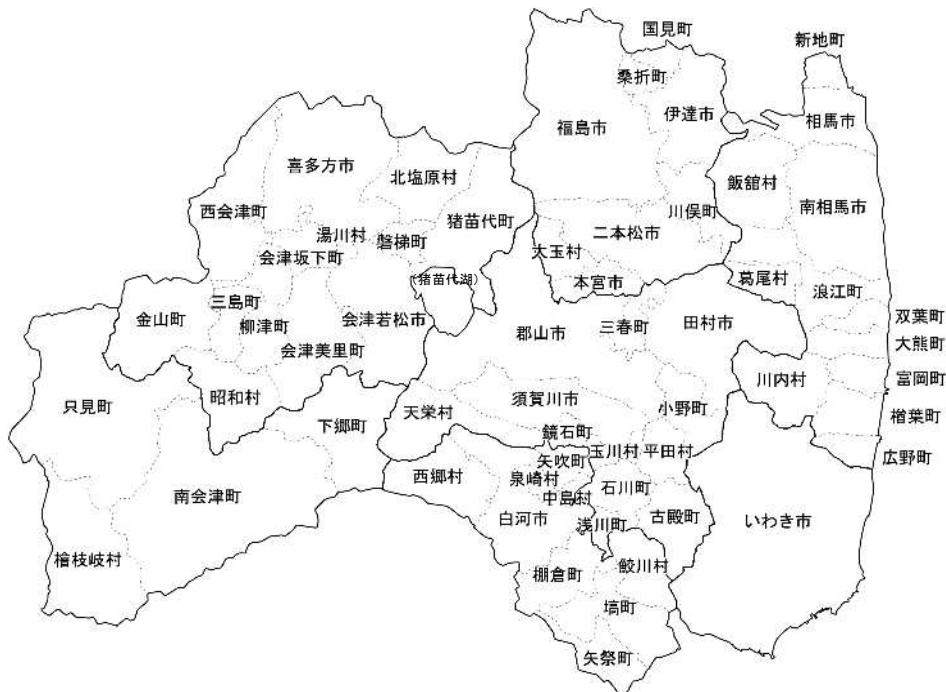 国見町
新地町
桑折町
伊達市
相馬市
福島市
喜多方市
北塩原村
飯舘村
西会津町
猪苗代町
川俣町
南相馬市
湯川村
磐梯町
二本松市
会津坂下町
大玉村
(猪苗代湖)
本宮市
葛尾村
浪江町
三島町
金山町
柳津町
会津若松市
郡山市
三春町
田村市
双葉町
会津美里町
大熊町
川内村
富岡町
昭和村
只見町
下郷町
天栄村
須賀川市
小野町
楢葉町
鏡石町
玉川村
平田村
広野町
矢吹町
西郷村
泉崎村
石川町
南会津町
中島村
白河市
浅川町
古殿町
いわき市
檜枝岐村
棚倉町
鮫川村
塙町
矢祭町